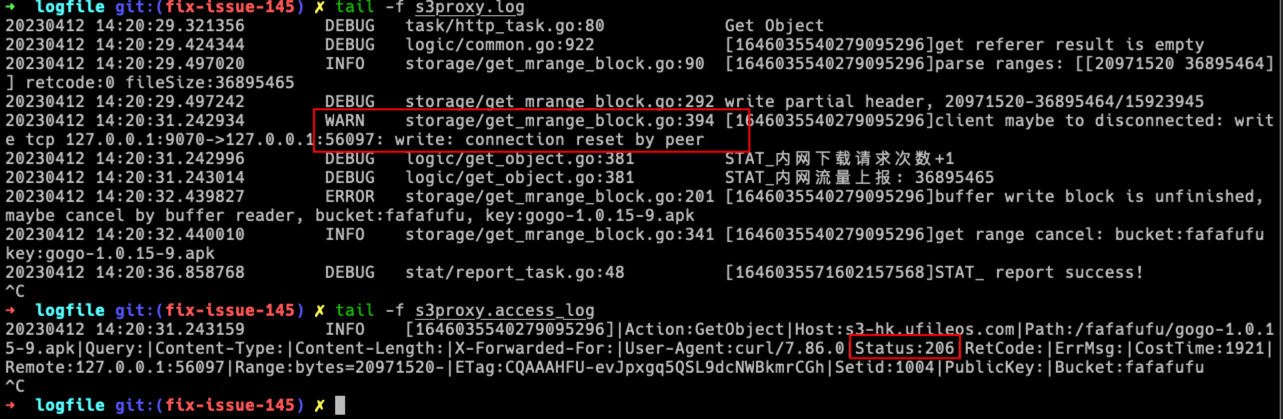 → logfile git:(fix-issue-145) ✗ tail -f s3proxy.log
20230412 14:20:29.321356 DEBUG task/http_task.go:80 Get Object
20230412 14:20:29.424344 DEBUG logic/common.go:922 [1646035540279095296]get referer result is empty
20230412 14:20:29.497020 INFO storage/get_mrange_block.go:90 [1646035540279095296]parse ranges: [[20971520 36895464]
] retcode:0 fileSize:36895465
20230412 14:20:29.497242 DEBUG storage/get_mrange_block.go:292 write partial header, 20971520-36895464/15923945
20230412 14:20:31.242934 WARN storage/get_mrange_block.go:394 [1646035540279095296]client maybe to disconnected: writ
e tcp 127.0.0.1:9070->127.0.0.1:56097: write: connection reset by peer
20230412 14:20:31.242996 DEBUG logic/get_object.go:381 STAT_内网下载请求次数+1
20230412 14:20:31.243014 DEBUG logic/get_object.go:381 STAT_内网流量上报: 36895465
20230412 14:20:32.439827 ERROR storage/get_mrange_block.go:201 [1646035540279095296]buffer write block is unfinished,
maybe cancel by buffer reader, bucket:fafafufu, key:gogo-1.0.15-9.apk
20230412 14:20:32.440010 INFO storage/get_mrange_block.go:341 [1646035540279095296]get range cancel: bucket:fafafufu
key:gogo-1.0.15-9.apk
20230412 14:20:36.858768 DEBUG stat/report_task.go:48 [1646035571602157568]STAT_ report success!
^C
→ logfile git:(fix-issue-145) ✗ tail -f s3proxy.access_log
20230412 14:20:31.243159 INFO [1646035540279095296]|Action:GetObject|Host:s3-hk.ufileos.com|Path:/fafafufu/gogo-1.0.1
5-9.apk|Query:|Content-Type:|Content-Length:|X-Forwarded-For:|User-Agent:curl/7.86.0|Status:206|RetCode:|ErrMsg:|CostTime:1921|
Remote:127.0.0.1:56097|Range:bytes=20971520-|ETag:CQAAAHFU-evJpxgq5QSL9dcNWBkmrCGh|Setid:1004|PublicKey:|Bucket:fafafufu
^C
→ logfile git:(fix-issue-145) ✗